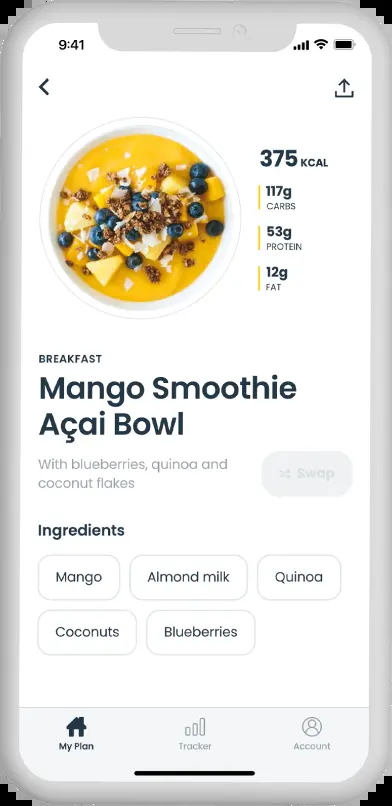 9:41
375 KCAL
117g
CARBS
53g
PROTEIN
12g
FAT
BREAKFAST
Mango Smoothie
Açai Bowl
With blueberries, quinoa and
coconut flakes
Swap
Ingredients
Mango Almond milk Quinoa
Coconuts Blueberries
My Plan Tracker Account